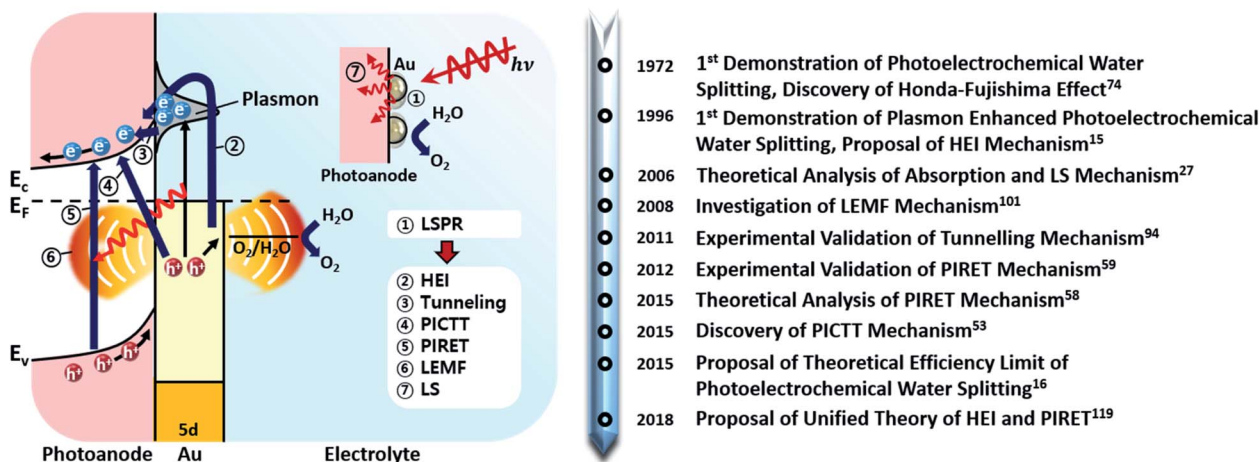 Plasmon
e⁻ e⁻
e⁻ e⁻
e⁻ e⁻ e⁻
③
②
④
E_c
E_F
⑤
⑥
O₂/H₂O
H₂O
O₂
h⁺ h⁺
E_v
h⁺ h⁺ h⁺
5d
Photoanode Au Electrolyte
⑦
Au
hν
①
H₂O
O₂
Photoanode
① LSPR
② HEI
③ Tunneling
④ PICTT
⑤ PIRET
⑥ LEMF
⑦ LS
1972 1st Demonstration of Photoelectrochemical Water
Splitting, Discovery of Honda-Fujishima Effect74
1996 1st Demonstration of Plasmon Enhanced Photoelectrochemical
Water Splitting, Proposal of HEI Mechanism15
2006 Theoretical Analysis of Absorption and LS Mechanism27
2008 Investigation of LEMF Mechanism101
2011 Experimental Validation of Tunnelling Mechanism94
2012 Experimental Validation of PIRET Mechanism59
2015 Theoretical Analysis of PIRET Mechanism58
2015 Discovery of PICTT Mechanism53
2015 Proposal of Theoretical Efficiency Limit of
Photoelectrochemical Water Splitting16
2018 Proposal of Unified Theory of HEI and PIRET119